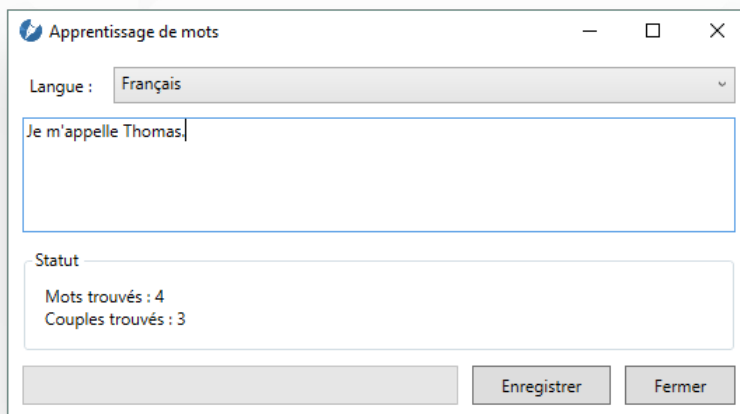 Apprentissage de mots
Langue : Français
Je m'appelle Thomas.
Statut
Mots trouvés : 4
Couples trouvés : 3
Enregistrer Fermer